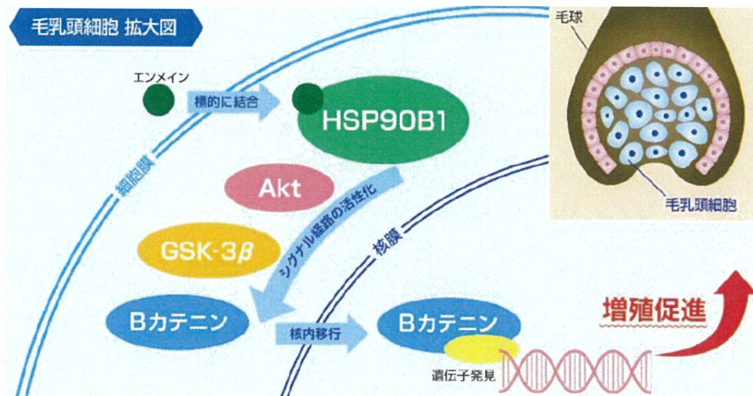 毛乳頭細胞 拡大図
エンメイン
標的に結合
HSP90B1
細胞膜
Akt
シグナル経路の活性化
GSK-3β
核膜
Bカテニン
核内移行
Bカテニン
遺伝子発見
増殖促進
毛球
毛乳頭細胞